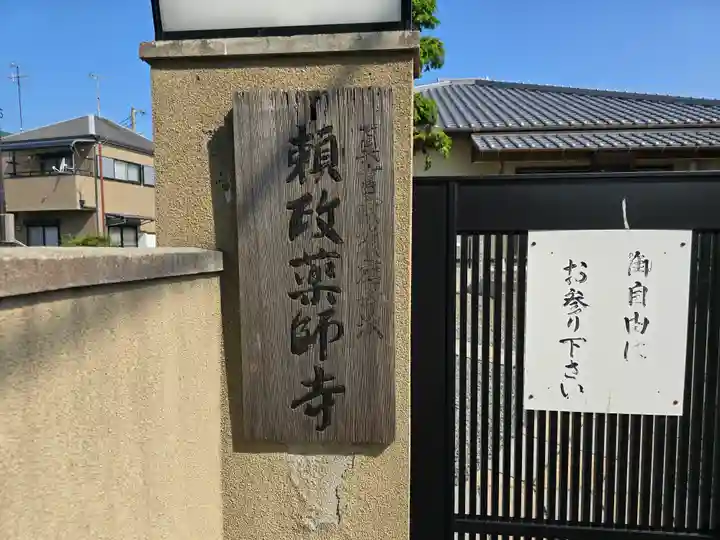 頼政薬師寺
御自由に
お参り下さい